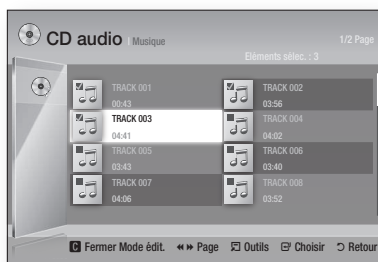 CD audio | Musique
1/2 Page
Eléments sélec. : 3
TRACK 001
00:43
TRACK 002
03:56
TRACK 003
04:41
TRACK 004
04:02
TRACK 005
03:43
TRACK 006
03:40
TRACK 007
04:06
TRACK 008
03:52
C Fermer Mode édit. Page Outils Choisir Retour